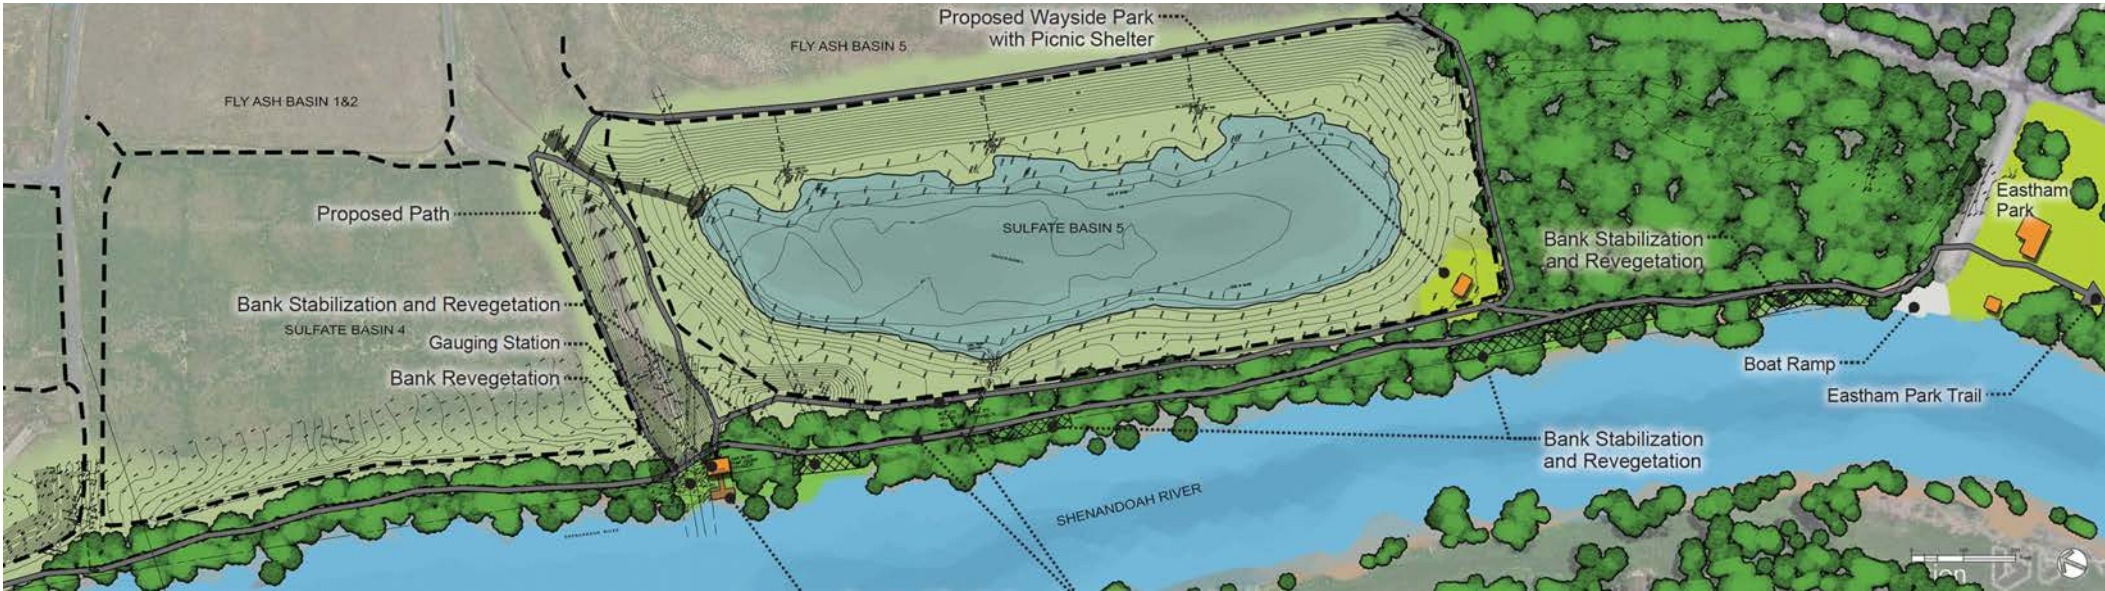 Proposed Wayside Park
with Picnic Shelter
FLY ASH BASIN 5
FLY ASH BASIN 1&2
Proposed Path
SULFATE BASIN 5
Eastham
Park
Bank Stabilization
and Revegetation
Bank Stabilization and Revegetation
SULFATE BASIN 4
Gauging Station
Bank Revegetation
Boat Ramp
Eastham Park Trail
Bank Stabilization
and Revegetation
SHENANDOAH RIVER
SHENANDOAH RIVER